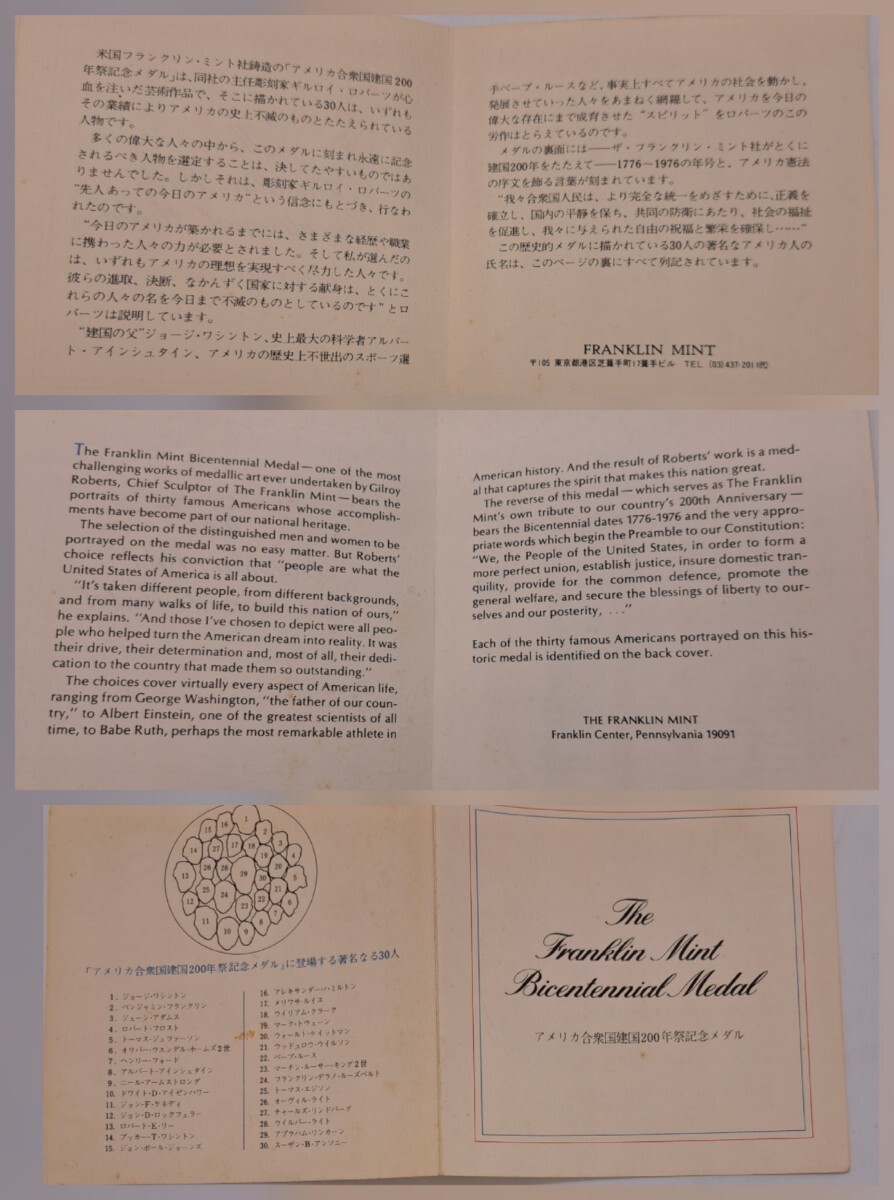 米国フランクリン・ミント社鋳造の「アメリカ合衆国建国200
年祭記念メダル」は、同社の主任彫刻家ギルロイ・ロバーツが心
血を注いだ芸術作品で、そこに描かれている30人は、いずれも
その業績によりアメリカの史上不滅のものとたたえられている
人物です。
多くの偉大な人々の中から、このメダルに刻まれ永遠に記念
されるべき人物を選定することは、決してたやすいものではあ
りませんでした。しかしそれは、彫刻家ギルロイ・ロバーツの
“先人あっての今日のアメリカ”という信念にもとづき、行なわ
れたのです。
“今日のアメリカが築かれるまでには、さまざまな経歴や職業
に携わった人々の力が必要とされました。そして私が選んだの
は、いずれもアメリカの理想を実現すべく尽力した人々です。
彼らの進取、決断、なかんずく国家に対する献身は、とくにこ
れらの人々の名を今日まで不滅のものとしているのです”とロ
バーツは説明しています。
“建国の父”ジョージ・ワシントン、史上最大の科学者アルバー
ト・アインシュタイン、アメリカの歴史上不世出のスポーツ選
手ベーブ・ルースなど、事実上すべてアメリカの社会を動かし、
発展させていった人々をあまねく網羅して、アメリカを今日の
偉大な存在にまで成育させた“スピリット”をロバーツのこの
労作はとらえているのです。
メダルの裏面には——ザ・フランクリン・ミント社がとくに
建国200年をたたえて——1776～1976の年号と、アメリカ憲法
の序文を飾る言葉が刻まれています。
“我々合衆国人民は、より完全な統一をめざすために、正義を
確立し、国内の平静を保ち、共同の防衛にあたり、社会の福祉
を促進し、我々に与えられた自由の祝福と繁栄を確保し……”
この歴史的メダルに描かれている30人の著名なアメリカ人の
氏名は、このページの裏にすべて列記されています。
FRANKLIN MINT
〒105 東京都港区芝罠手町17罠手ビル TEL (03)437-2011(代)
The Franklin Mint Bicentennial Medal—one of the most
challenging works of medallic art ever undertaken by Gilroy
Roberts, Chief Sculptor of The Franklin Mint—bears the
portraits of thirty famous Americans whose accomplish-
ments have become part of our national heritage.
The selection of the distinguished men and women to be
portrayed on the medal was no easy matter. But Roberts'
choice reflects his conviction that "people are what the
United States of America is all about.
"It's taken different people, from different backgrounds,
and from many walks of life, to build this nation of ours,"
he explains. "And those I've chosen to depict were all peo-
ple who helped turn the American dream into reality. It was
their drive, their determination and, most of all, their dedi-
cation to the country that made them so outstanding."
The choices cover virtually every aspect of American life,
ranging from George Washington, "the father of our coun-
try," to Albert Einstein, one of the greatest scientists of all
time, to Babe Ruth, perhaps the most remarkable athlete in
American history. And the result of Roberts' work is a med-
al that captures the spirit that makes this nation great.
The reverse of this medal—which serves as The Franklin
Mint's own tribute to our country's 200th Anniversary—
bears the Bicentennial dates 1776-1976 and the very appro-
priate words which begin the Preamble to our Constitution:
"We, the People of the United States, in order to form a
more perfect union, establish justice, insure domestic tran-
quility, provide for the common defence, promote the
general welfare, and secure the blessings of liberty to our-
selves and our posterity, ..."
Each of the thirty famous Americans portrayed on this his-
toric medal is identified on the back cover.
THE FRANKLIN MINT
Franklin Center, Pennsylvania 19091
「アメリカ合衆国建国200年祭記念メダル」に登場する著名なる30人
1. ジョージ・ワシントン
2. ベンジャミン・フランクリン
3. ジェーン・アダムス
4. ロバート・フロスト
5. トーマス・ジェファーソン
6. オリバー・ウエンデル・ホームズ2世
7. ヘンリー・フォード
8. アルバート・アインシュタイン
9. ニール・アームストロング
10. ドワイト・D・アイゼンハワー
11. ジョン・F・ケネディ
12. ジョン・D・ロックフェラー
13. ロバート・E・リー
14. ブッカー・T・ワシントン
15. ジョン・ポール・ジョーンズ
16. アレキサンダー・ハミルトン
17. メリワサ・ルイス
18. ウイリアム・クラーク
19. マーク・トウェーン
20. ウォールト・ホイットマン
21. ウッドロウ・ウイルソン
22. ベーブ・ルース
23. マーチン・ルーサー・キング2世
24. フランクリン・デラノ・ルーズベルト
25. トーマス・エジソン
26. オーヴィル・ライト
27. チャールズ・リンドバーグ
28. ウイルバー・ライト
29. アブラハム・リンカーン
30. スーザン・B・アンソニー
The
Franklin Mint
Bicentennial Medal
アメリカ合衆国建国200年祭記念メダル